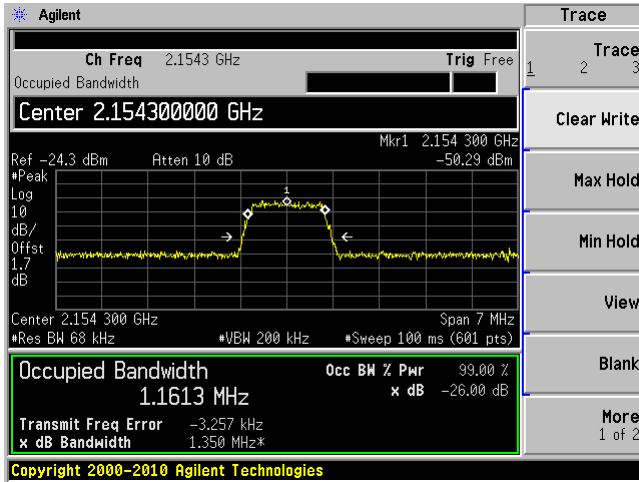 Agilent
Trace
Ch Freq 2.1543 GHz Trig Free
Occupied Bandwidth
Center 2.154300000 GHz
Mkr1 2.154 300 GHz
Ref -24.3 dBm Atten 10 dB -50.29 dBm
#Peak
Log
10
dB/
Offst
1.7
dB
1
Center 2.154 300 GHz Span 7 MHz
#Res BW 68 kHz #VBW 200 kHz #Sweep 100 ms (601 pts)
Occupied Bandwidth Occ BW % Pwr 99.00 %
1.1613 MHz x dB -26.00 dB
Transmit Freq Error -3.257 kHz
x dB Bandwidth 1.350 MHz*
Copyright 2000-2010 Agilent Technologies
Trace
1 2 3
Clear Write
Max Hold
Min Hold
View
Blank
More
1 of 2